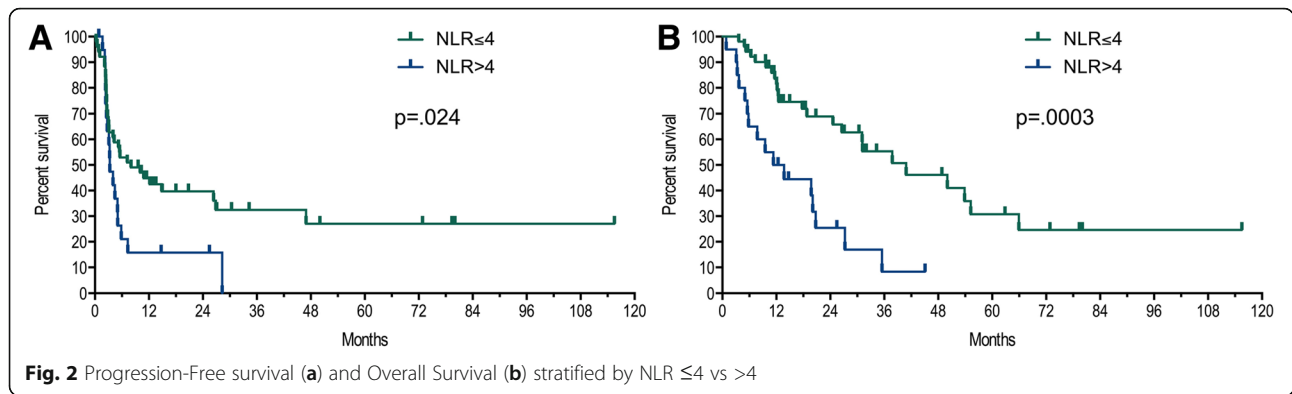 A
NLR≤4
NLR>4
p=.024
Percent survival
100
90
80
70
60
50
40
30
20
10
0
0 12 24 36 48 60 72 84 96 108 120
Months
B
NLR≤4
NLR>4
p=.0003
Percent survival
100
90
80
70
60
50
40
30
20
10
0
0 12 24 36 48 60 72 84 96 108 120
Months
Fig. 2 Progression-Free survival (a) and Overall Survival (b) stratified by NLR ≤4 vs >4